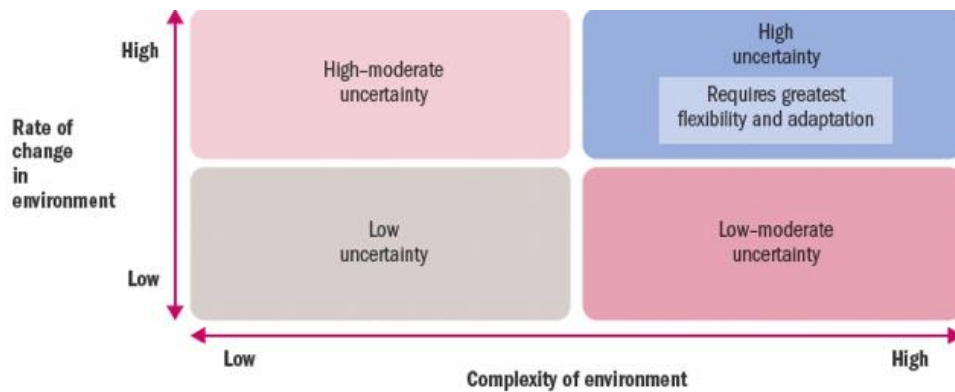 High
High–moderate
uncertainty
High
uncertainty
Requires greatest
flexibility and adaptation
Rate of
change
in
environment
Low
uncertainty
Low–moderate
uncertainty
Low
Low
High
Complexity of environment